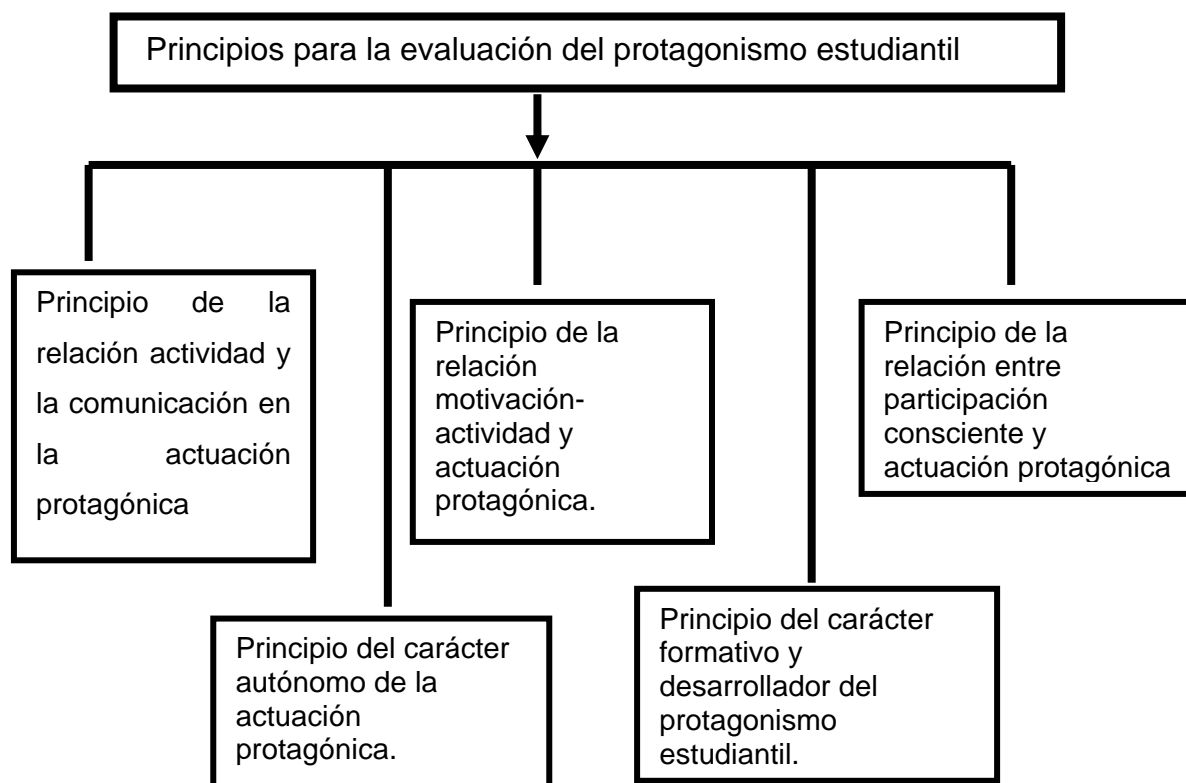 Principios para la evaluación del protagonismo estudiantil
Principio de la
relación actividad y
la comunicación en
la actuación
protagónica
Principio de la
relación
motivación-
actividad y
actuación
protagónica.
Principio de la
relación entre
participación
consciente y
actuación protagónica
Principio del carácter
autónomo de la
actuación
protagónica.
Principio del carácter
formativo y
desarrollador del
protagonismo
estudiantil.